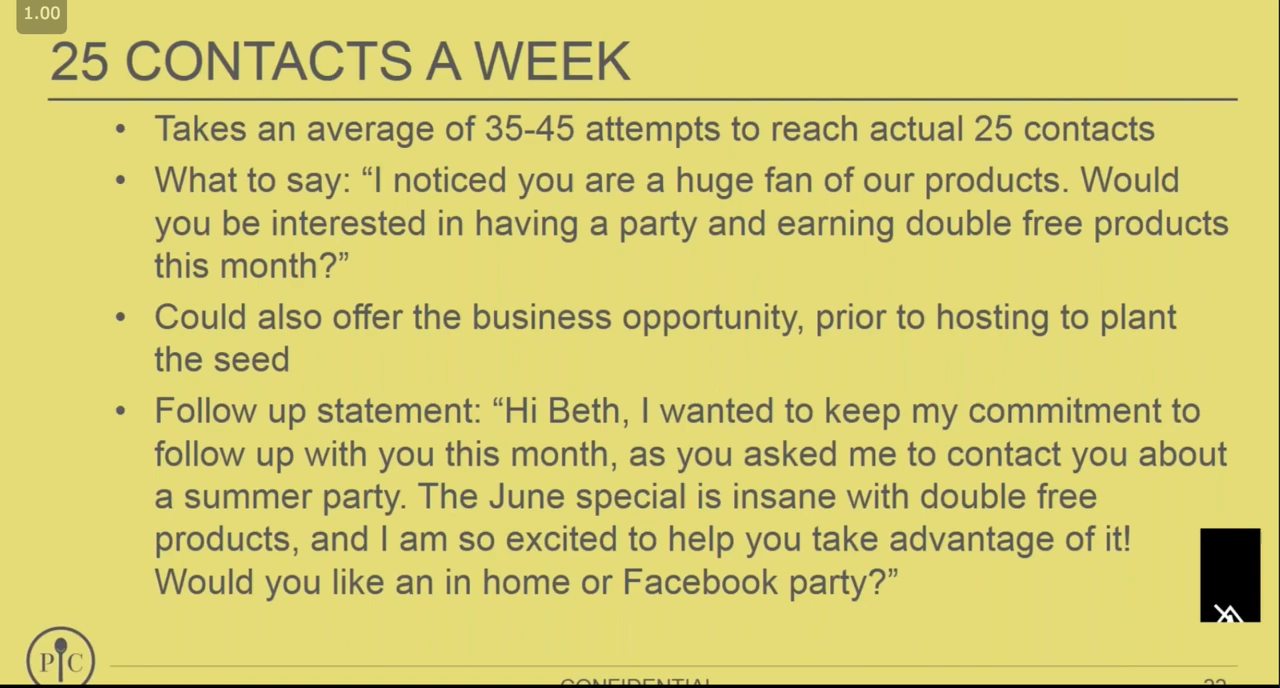 1.00
25 CONTACTS A WEEK
• Takes an average of 35-45 attempts to reach actual 25 contacts
• What to say: “I noticed you are a huge fan of our products. Would
you be interested in having a party and earning double free products
this month?”
• Could also offer the business opportunity, prior to hosting to plant
the seed
• Follow up statement: “Hi Beth, I wanted to keep my commitment to
follow up with you this month, as you asked me to contact you about
a summer party. The June special is insane with double free
products, and I am so excited to help you take advantage of it!
Would you like an in home or Facebook party?”
P C
CONFIDENTIAL